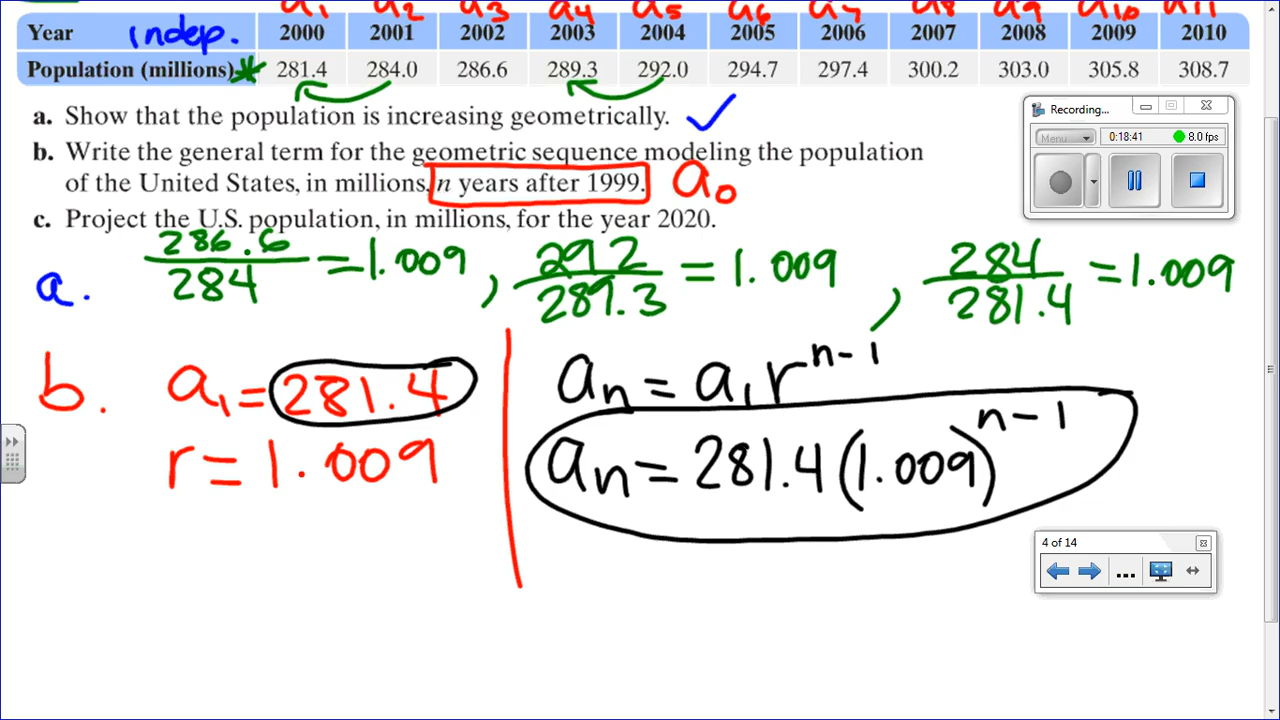 a1 a2 a3 a4 a5 a6 a7 a8 a9 a10 a11
Year indep. 2000 2001 2002 2003 2004 2005 2006 2007 2008 2009 2010
Population (millions) 281.4 284.0 286.6 289.3 292.0 294.7 297.4 300.2 303.0 305.8 308.7
a. Show that the population is increasing geometrically.
b. Write the general term for the geometric sequence modeling the population
of the United States, in millions, n years after 1999. a0
c. Project the U.S. population, in millions, for the year 2020.
a. 286.6/284 = 1.009, 292/289.3 = 1.009, 284/281.4 = 1.009
b. a1 = 281.4
r = 1.009
an = a1 r^n-1
an = 281.4(1.009)^n-1
Recording...
Menu 0:18:41 8.0 fps
4 of 14
...